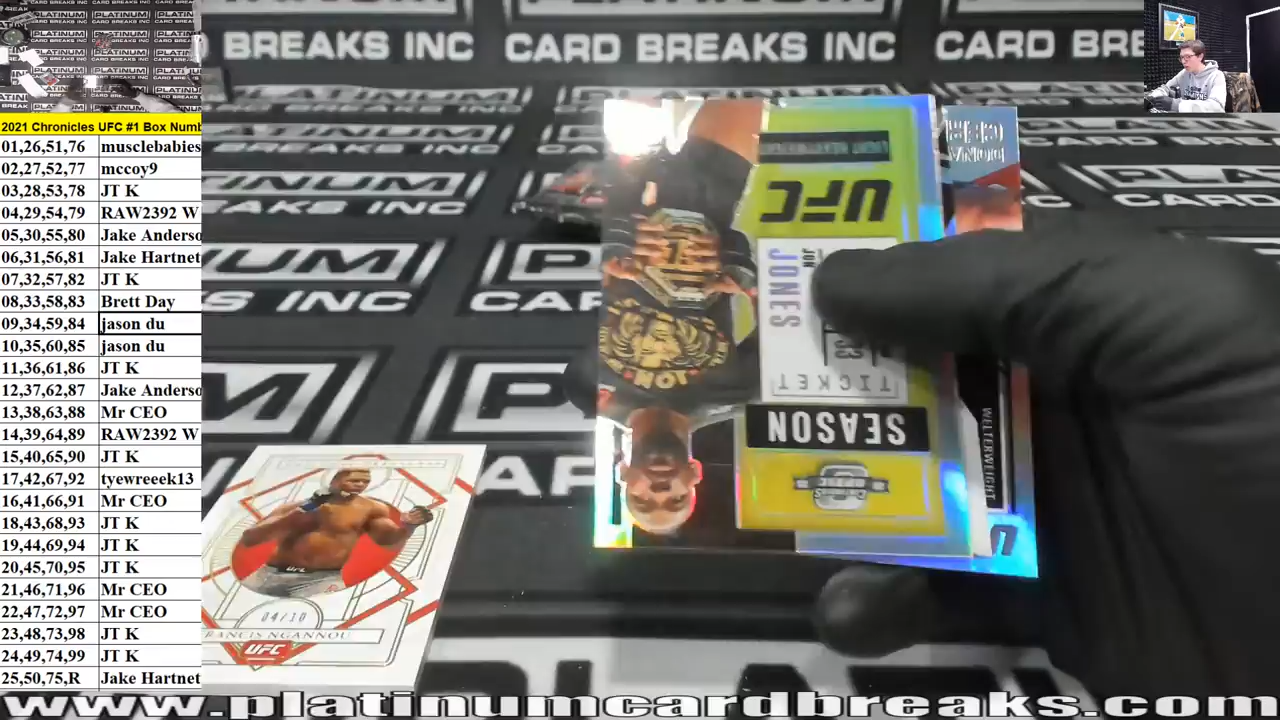 PLATINUM
CARD BREAKS INC
BREAKS INC CARD BREAKS INC CARD BRE
2021 Chronicles UFC #1 Box Numb
01,26,51,76 musclebabies
02,27,52,77 mccoy9
03,28,53,78 JT K
04,29,54,79 RAW2392 W
05,30,55,80 Jake Anderso
06,31,56,81 Jake Hartnet
07,32,57,82 JT K
08,33,58,83 Brett Day
09,34,59,84 jason du
10,35,60,85 jason du
11,36,61,86 JT K
12,37,62,87 Jake Anderso
13,38,63,88 Mr CEO
14,39,64,89 RAW2392 W
15,40,65,90 JT K
17,42,67,92 tyewreeek13
16,41,66,91 Mr CEO
18,43,68,93 JT K
19,44,69,94 JT K
20,45,70,95 JT K
21,46,71,96 Mr CEO
22,47,72,97 Mr CEO
23,48,73,98 JT K
24,49,74,99 JT K
25,50,75,R Jake Hartnet
UFC
JON
JONES
TICKET
SEASON
OPTIC
WELTERWEIGHT
04/10
FRANCIS NGANNOU
UFC
www.platinumcardbreaks.com